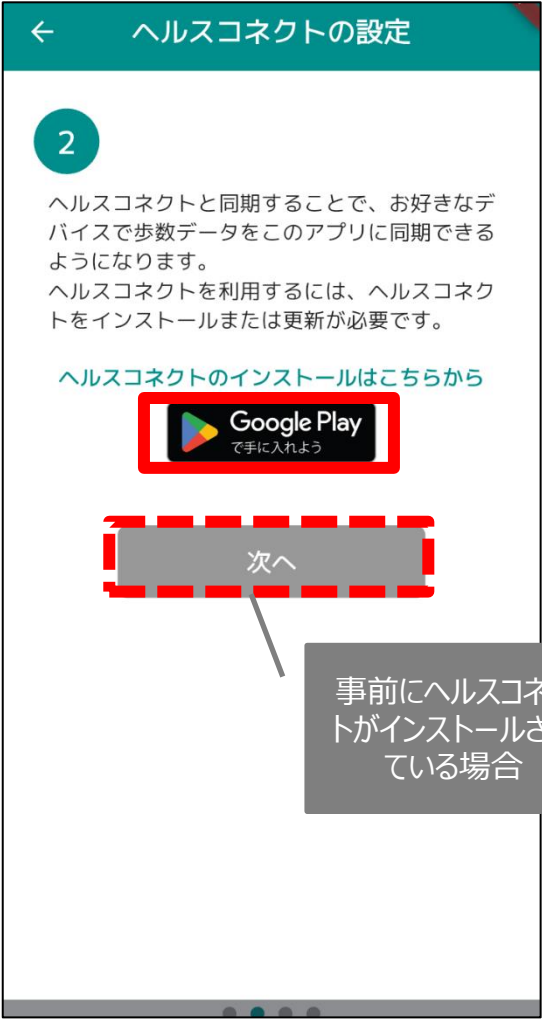 ヘルスコネクトの設定
2
ヘルスコネクトと同期することで、お好きなデ
バイスで歩数データをこのアプリに同期できる
ようになります。
ヘルスコネクトを利用するには、ヘルスコネク
トをインストールまたは更新が必要です。
ヘルスコネクトのインストールはこちらから
Google Play
で手に入れよう
次へ
事前にヘルスコネ
トがインストールさ
ている場合